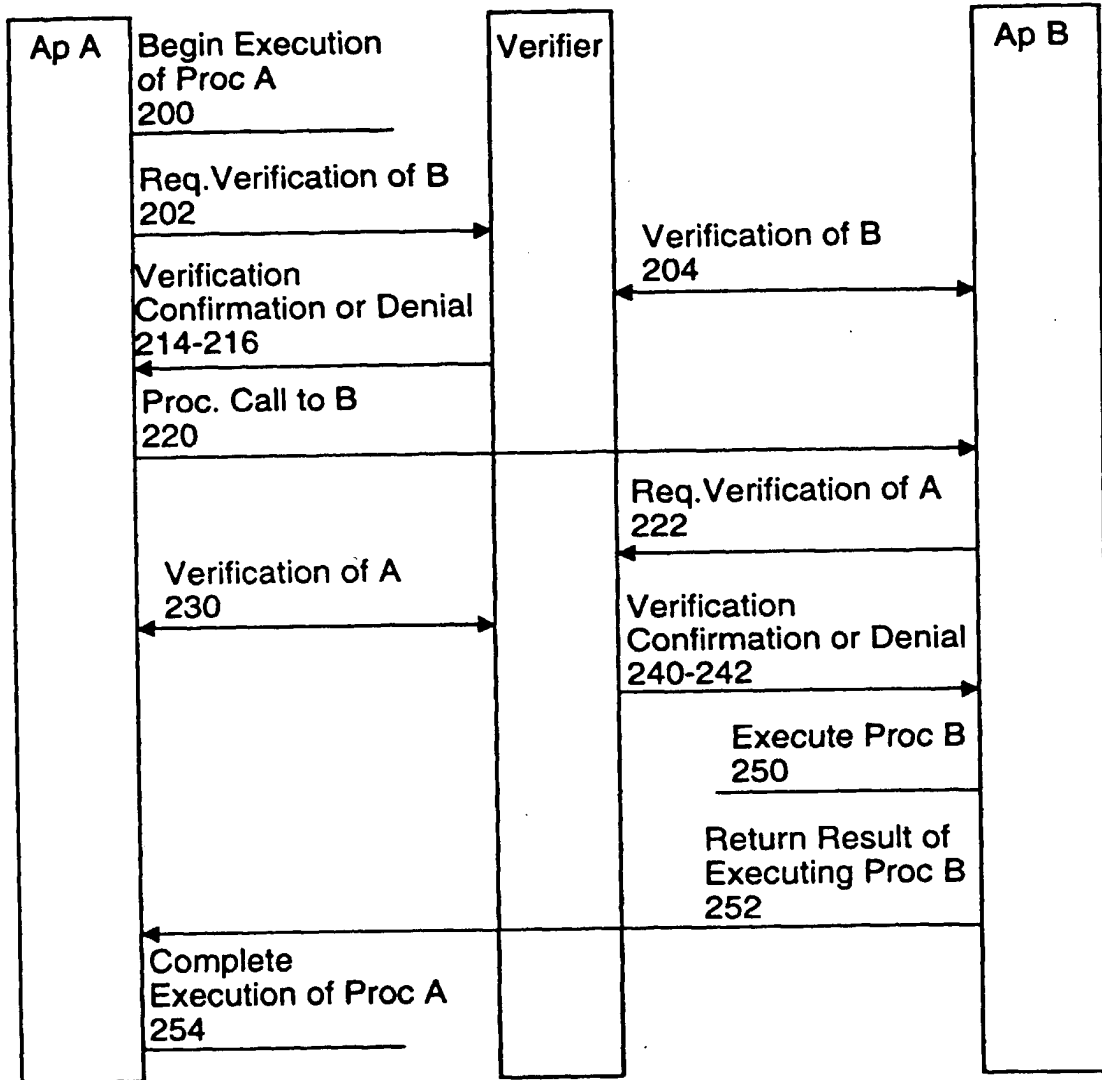 Ap A
Begin Execution
of Proc A
200
Verifier
Ap B
Req.Verification of B
202
Verification of B
204
Verification
Confirmation or Denial
214-216
Proc. Call to B
220
Req.Verification of A
222
Verification of A
230
Verification
Confirmation or Denial
240-242
Execute Proc B
250
Return Result of
Executing Proc B
252
Complete
Execution of Proc A
254